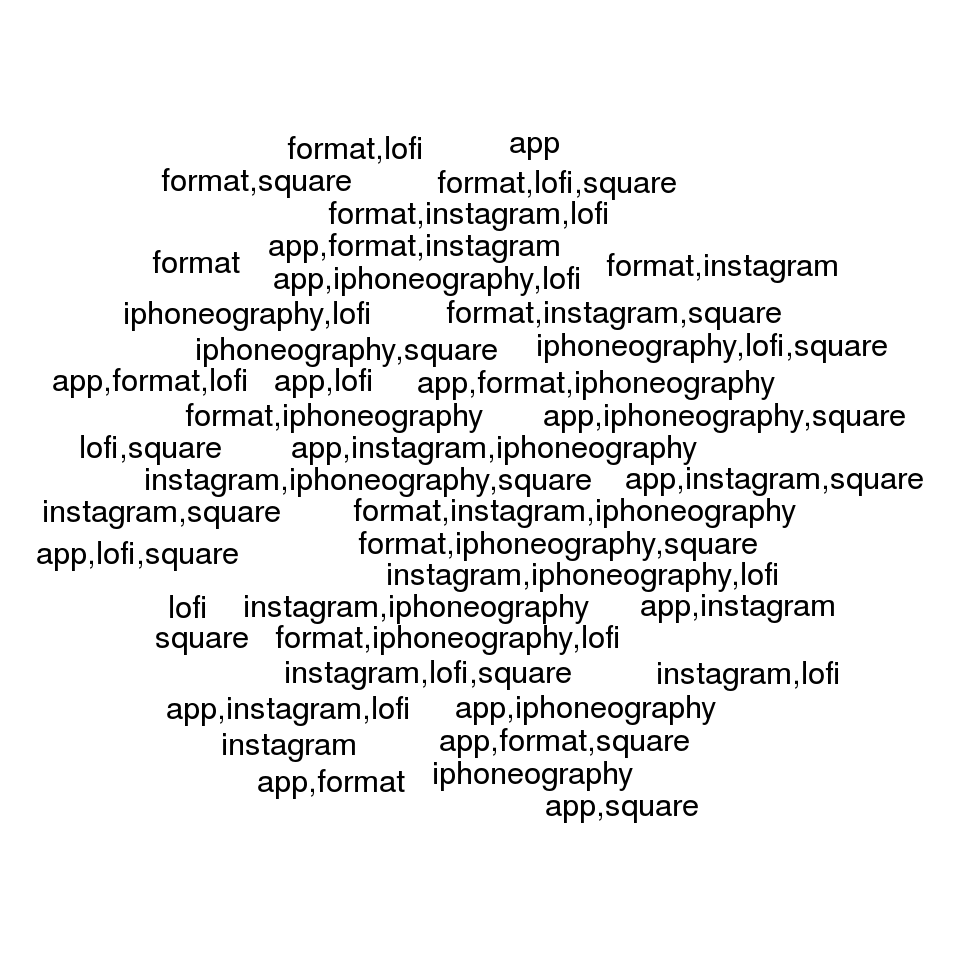 format,lofi
app
format,square
format,lofi,square
format,instagram,lofi
app,format,instagram
format
format,instagram
app,iphoneography,lofi
iphoneography,lofi
format,instagram,square
iphoneography,square
iphoneography,lofi,square
app,format,lofi
app,lofi
app,format,iphoneography
format,iphoneography
app,iphoneography,square
lofi,square
app,instagram,iphoneography
instagram,iphoneography,square
app,instagram,square
instagram,square
format,instagram,iphoneography
app,lofi,square
format,iphoneography,square
instagram,iphoneography,lofi
lofi
instagram,iphoneography
app,instagram
square
format,iphoneography,lofi
instagram,lofi,square
instagram,lofi
app,instagram,lofi
app,iphoneography
instagram
app,format,square
app,format
iphoneography
app,square